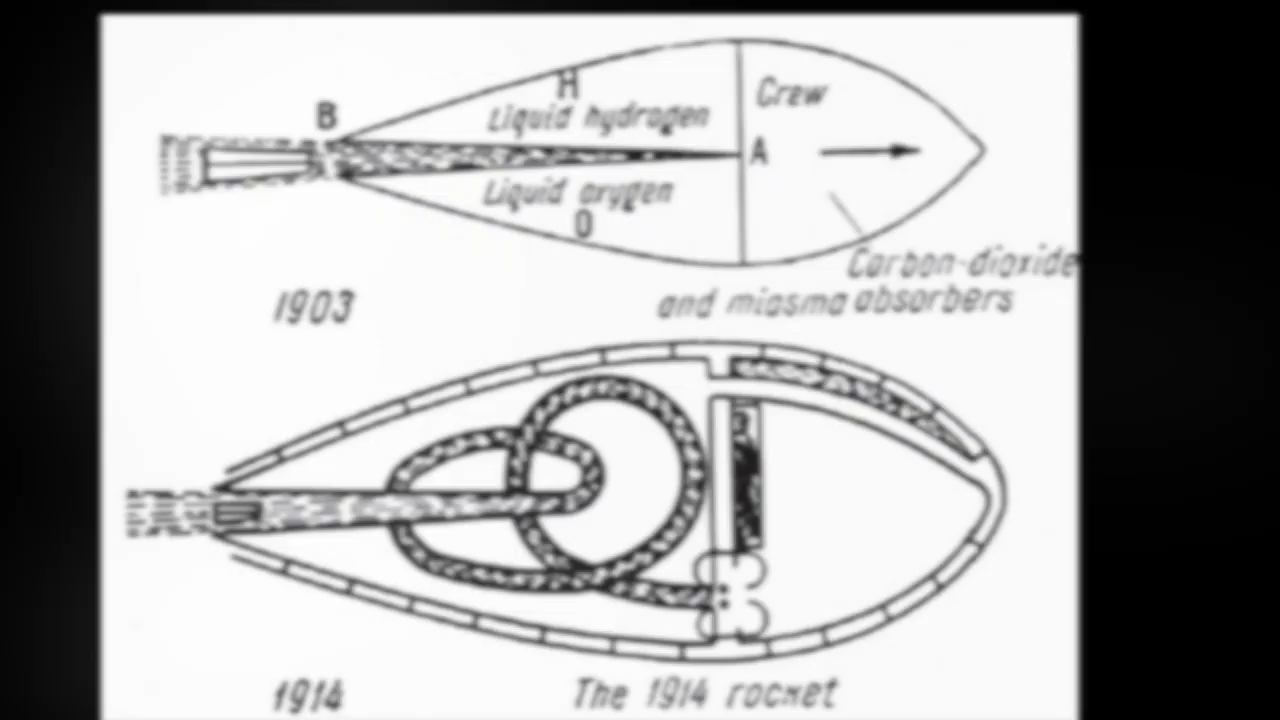 H
Crew
B
Liquid hydrogen
A
Liquid oxygen
O
Carbon-dioxide
and miasma absorbers
1903
1914
The 1914 rocket